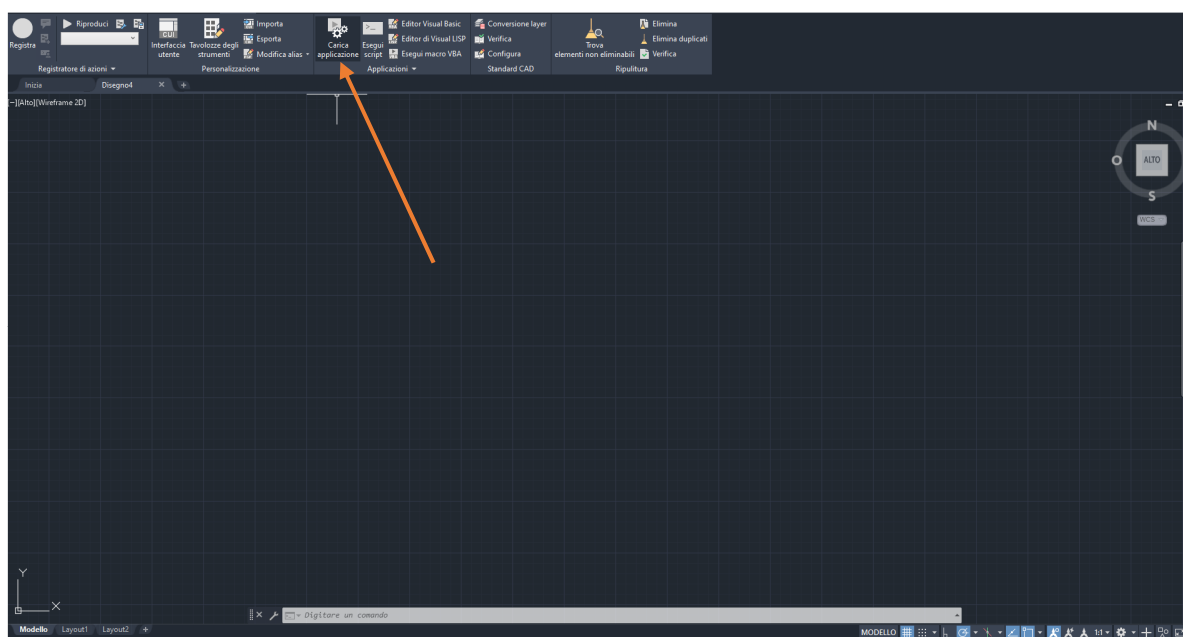 Registra
Riproduci
Registratore di azioni
CUI
Interfaccia utente
Tavolozze degli strumenti
Importa
Esporta
Modifica alias
Personalizzazione
Carica applicazione
Esegui script
Editor Visual Basic
Editor di Visual LISP
Esegui macro VBA
Applicazioni
Conversione layer
Verifica
Configura
Standard CAD
Trova elementi non eliminabili
Elimina
Elimina duplicati
Verifica
Ripulitura
Inizia
Disegno4
[−][Alto][Wireframe 2D]
N
O
ALTO
S
WCS
Y
X
Digitare un comando
Modello Layout1 Layout2 +
MODELLO
1:1